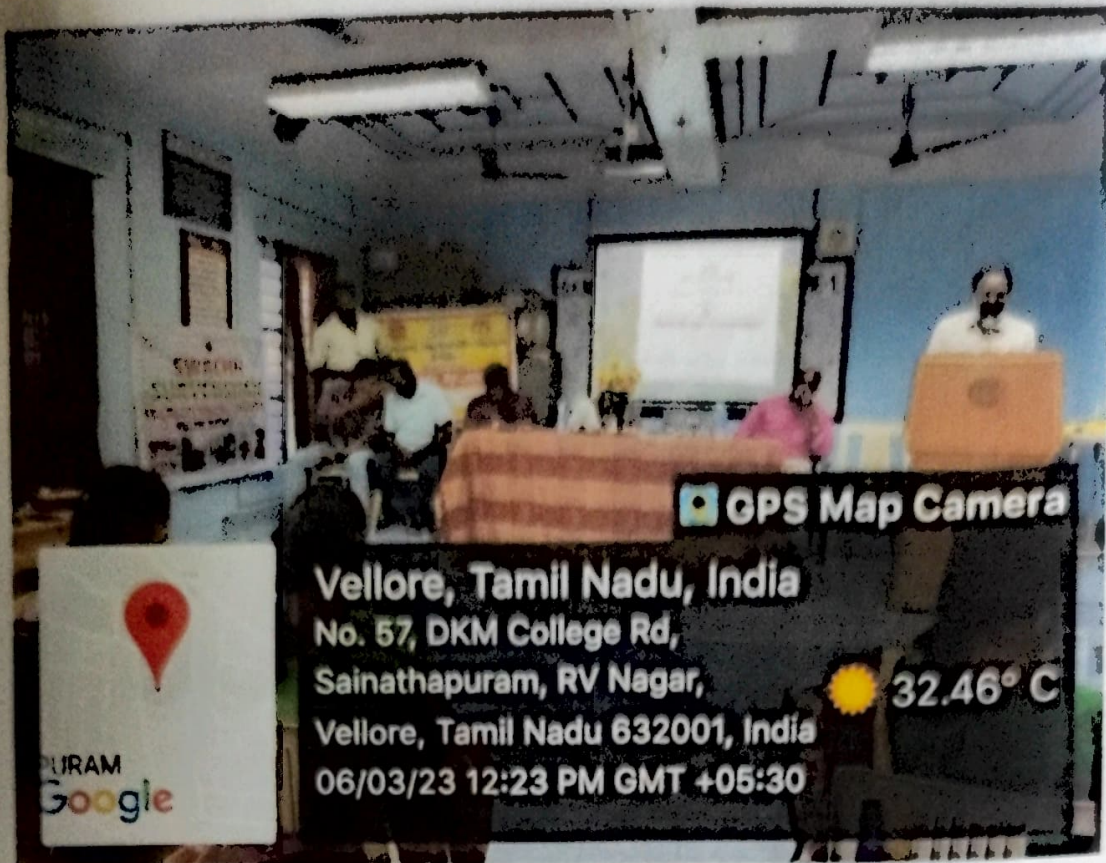 GPS Map Camera
Vellore, Tamil Nadu, India
No. 57, DKM College Rd,
Sainathapuram, RV Nagar,
Vellore, Tamil Nadu 632001, India
06/03/23 12:23 PM GMT +05:30
32.46° C
PURAM
Google